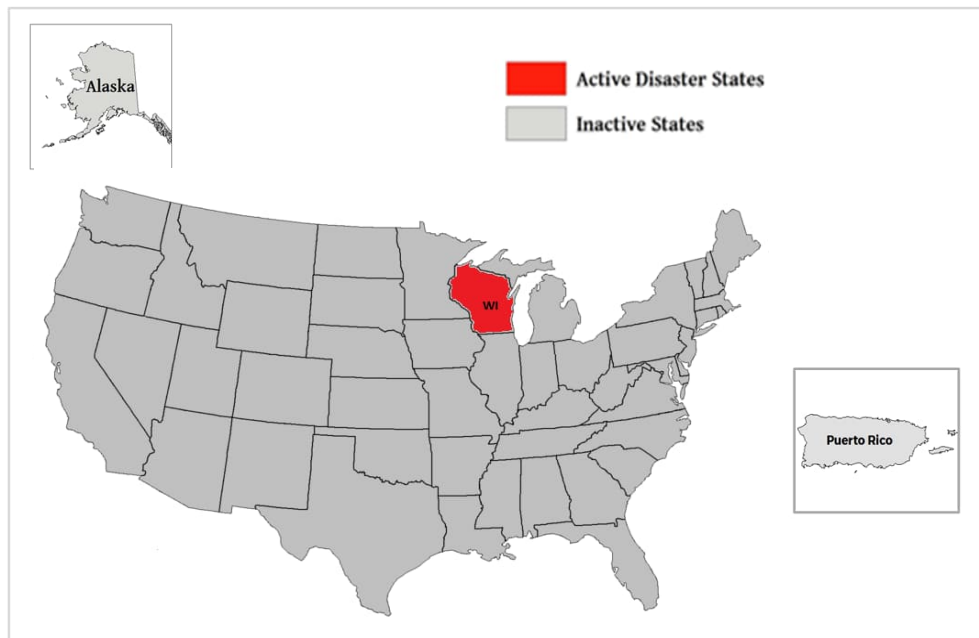 Alaska
Active Disaster States
Inactive States
WI
Puerto Rico